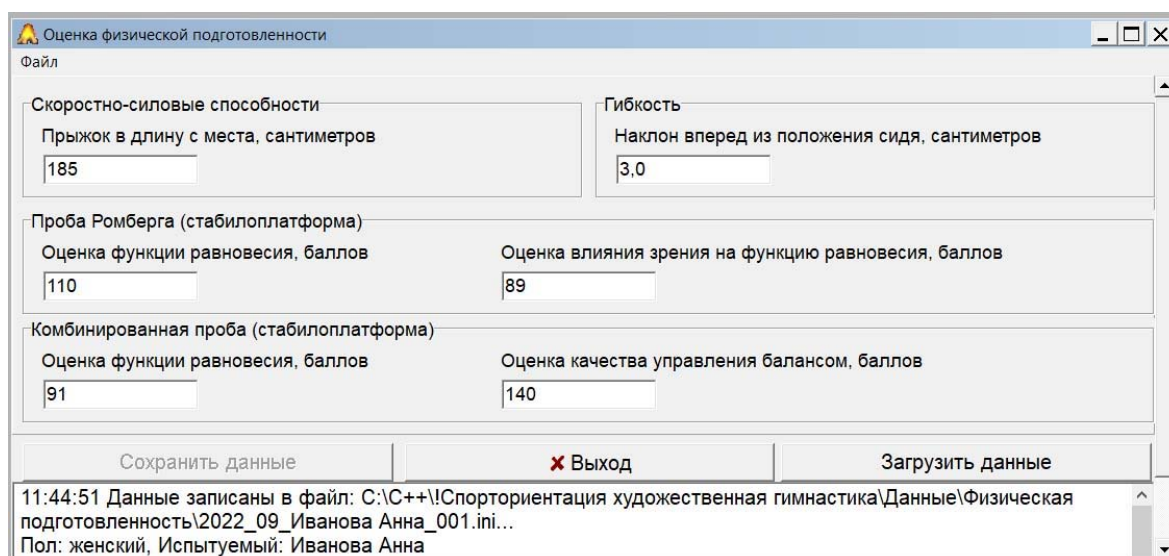 Оценка физической подготовленности
Файл
Скоростно-силовые способности
Прыжок в длину с места, сантиметров
185
Гибкость
Наклон вперед из положения сидя, сантиметров
3,0
Проба Ромберга (стабилоплатформа)
Оценка функции равновесия, баллов
110
Оценка влияния зрения на функцию равновесия, баллов
89
Комбинированная проба (стабилоплатформа)
Оценка функции равновесия, баллов
91
Оценка качества управления балансом, баллов
140
Сохранить данные
Выход
Загрузить данные
11:44:51 Данные записаны в файл: C:\C++\!Спорториентация художественная гимнастика\Данные\Физическая
подготовленность\2022_09_Иванова Анна_001.ini...
Пол: женский, Испытуемый: Иванова Анна